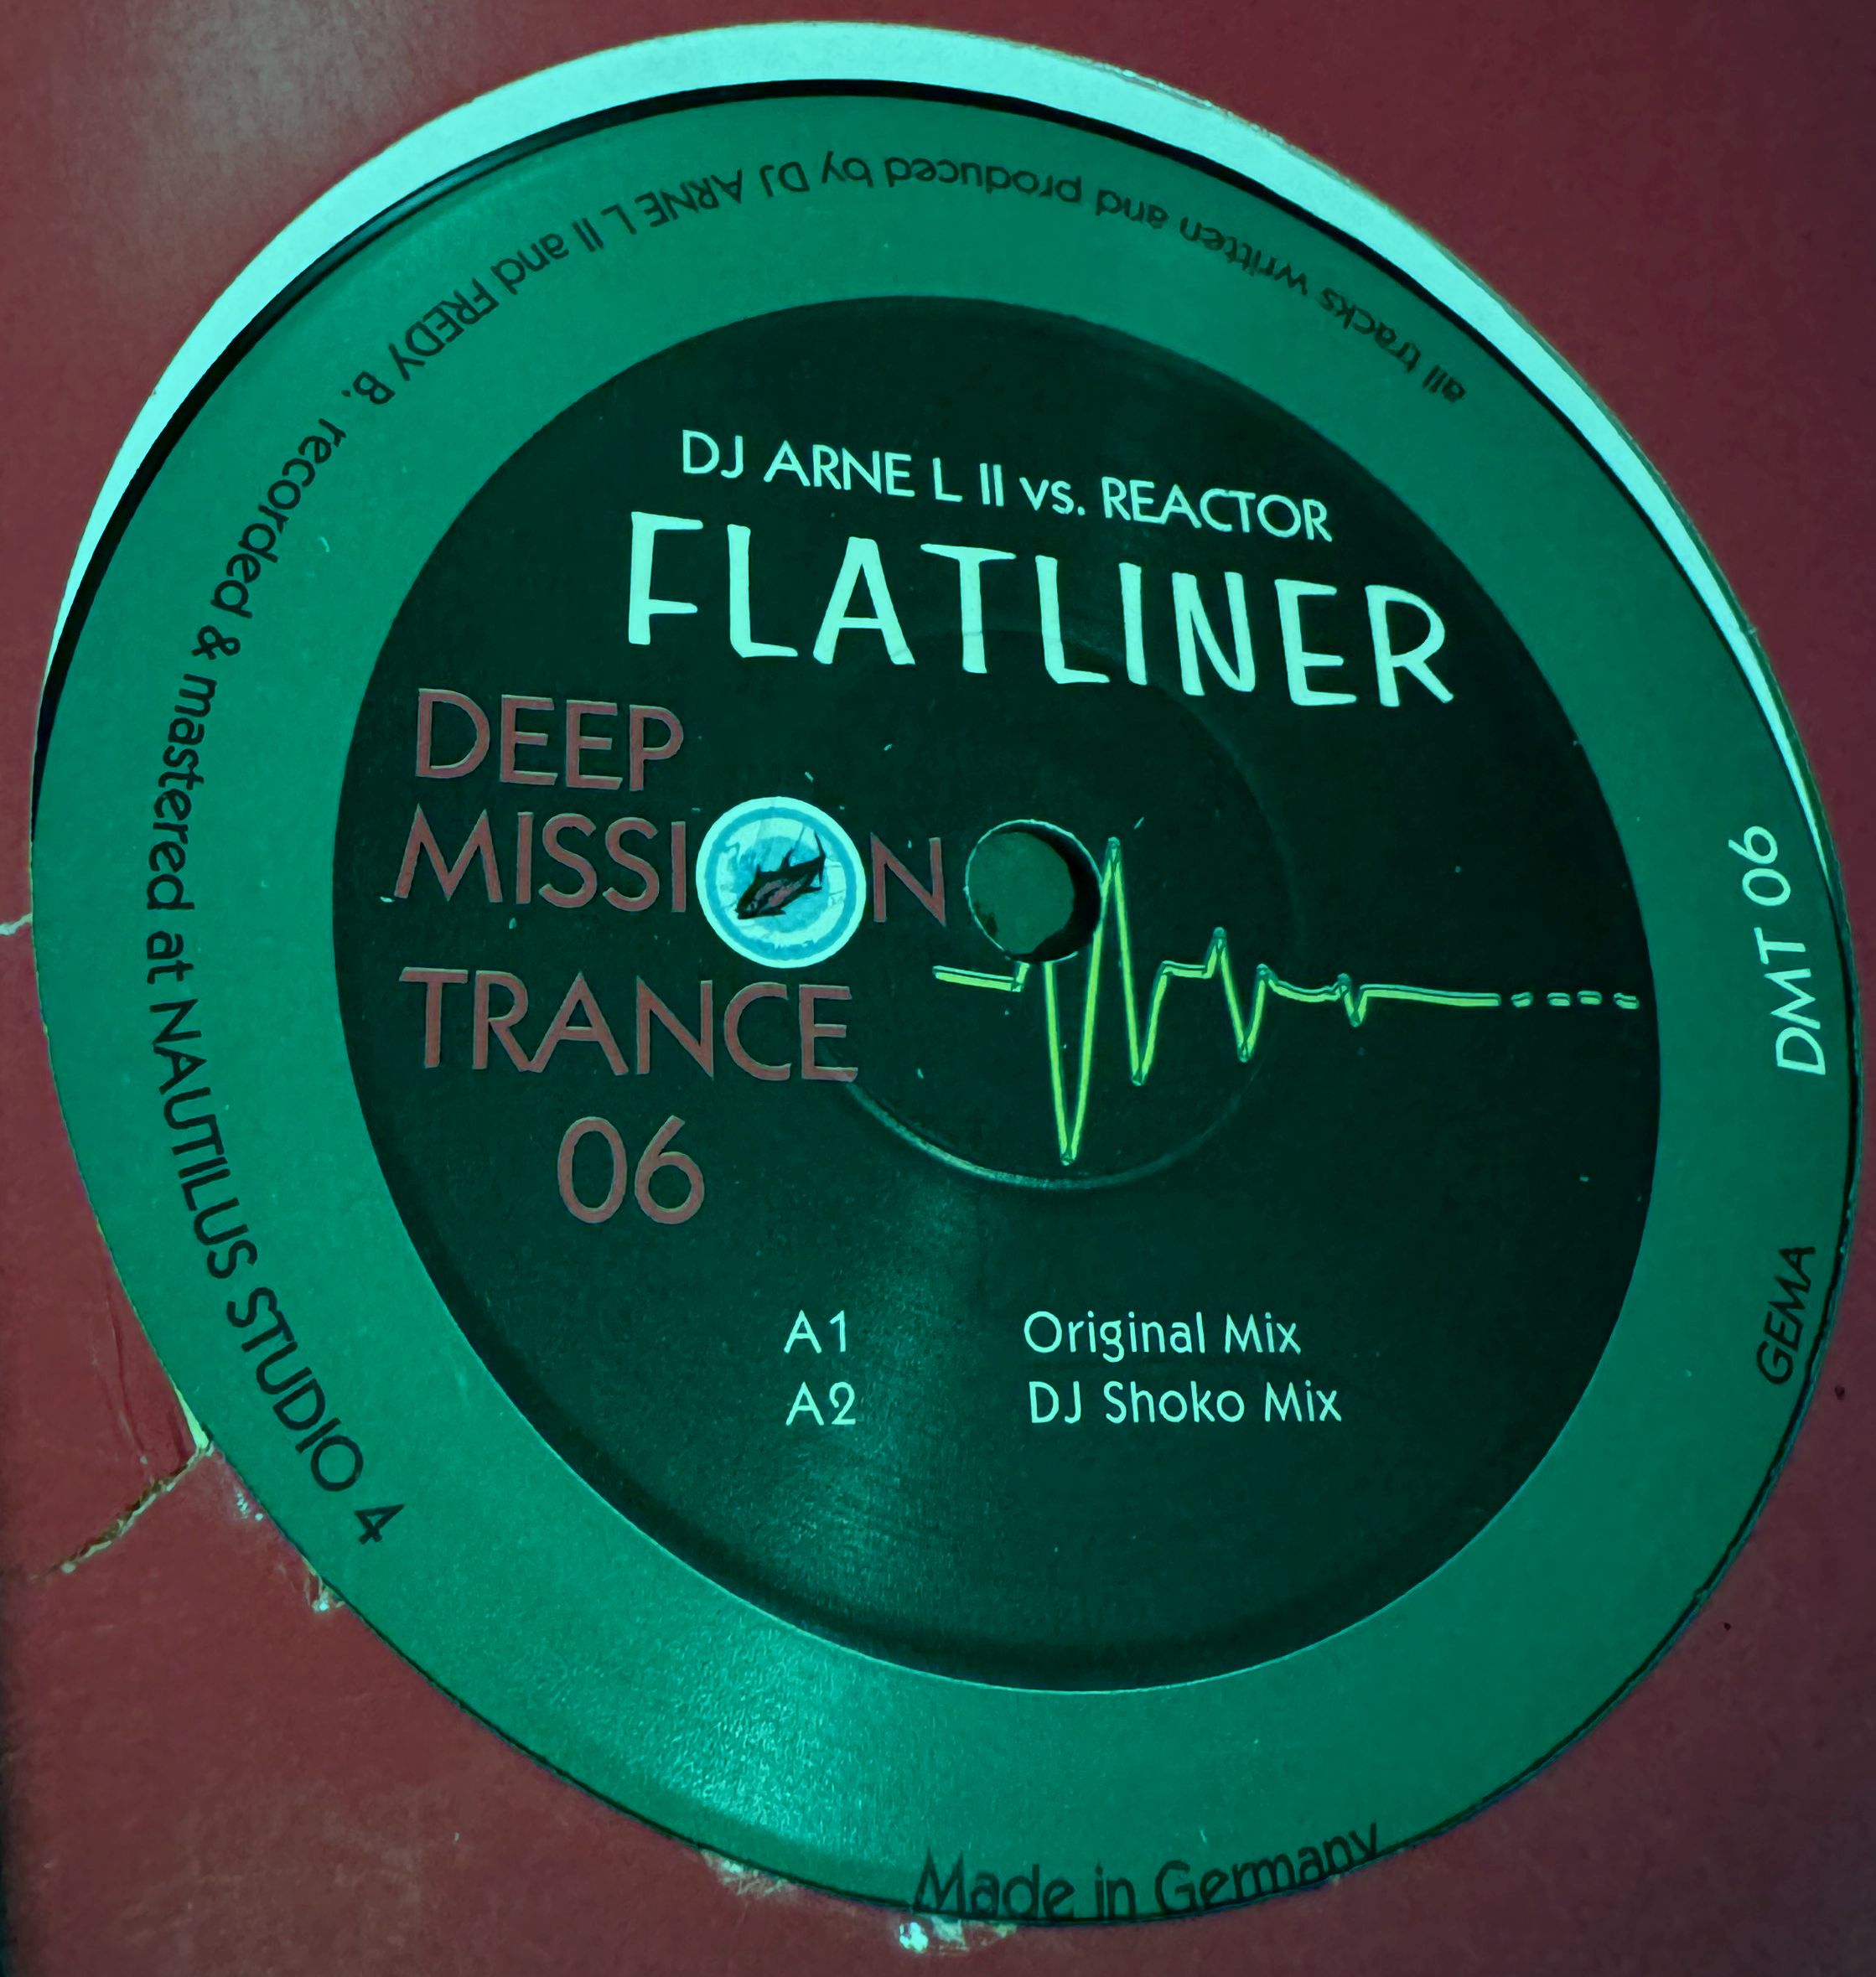 DJ ARNE L II vs. REACTOR
FLATLINER
DEEP
MISSION
TRANCE
06
A1 Original Mix
A2 DJ Shoko Mix
all tracks written and produced by DJ ARNE L II and FREDY B. recorded & mastered at NAUTILUS STUDIO 4
DMT 06
GEMA
Made in Germany